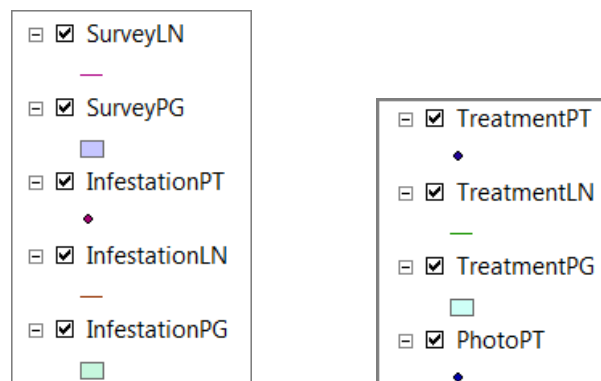 SurveyLN
SurveyPG
InfestationPT
InfestationLN
InfestationPG
TreatmentPT
TreatmentLN
TreatmentPG
PhotoPT